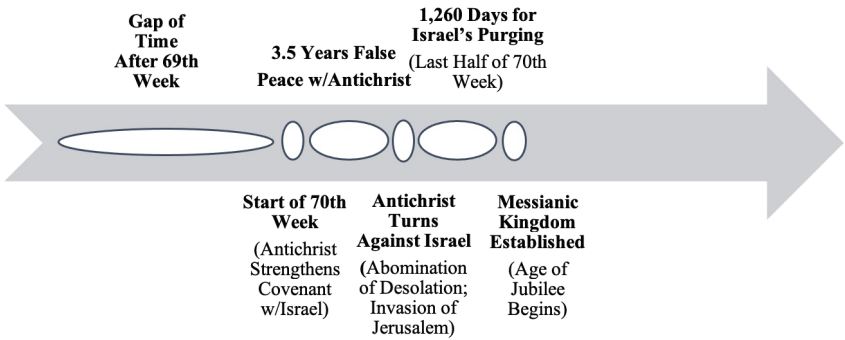 Gap of
Time
After 69th
Week
3.5 Years False
Peace w/Antichrist
1,260 Days for
Israel’s Purging
(Last Half of 70th
Week)
Start of 70th
Week
(Antichrist
Strengthens
Covenant
w/Israel)
Antichrist
Turns
Against Israel
(Abomination
of Desolation;
Invasion of
Jerusalem)
Messianic
Kingdom
Established
(Age of
Jubilee
Begins)